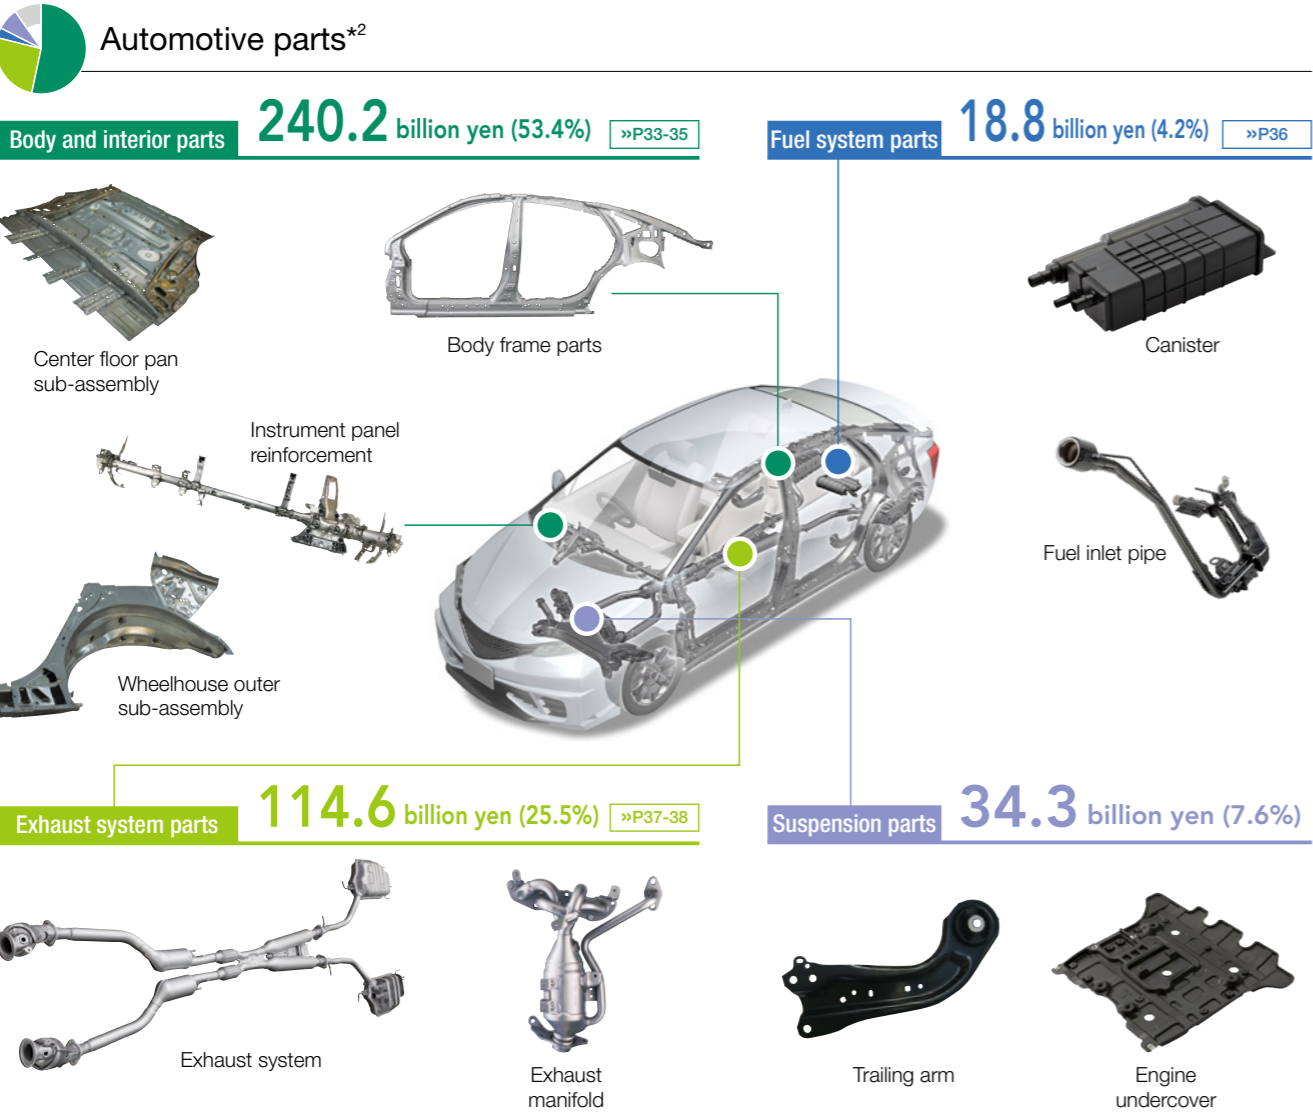 Automotive parts*2
Body and interior parts 240.2 billion yen (53.4%) »P33-35
Fuel system parts 18.8 billion yen (4.2%) »P36
Center floor pan
sub-assembly
Body frame parts
Canister
Instrument panel
reinforcement
Fuel inlet pipe
Wheelhouse outer
sub-assembly
Exhaust system parts 114.6 billion yen (25.5%) »P37-38
Suspension parts 34.3 billion yen (7.6%)
Exhaust system
Exhaust
manifold
Trailing arm
Engine
undercover